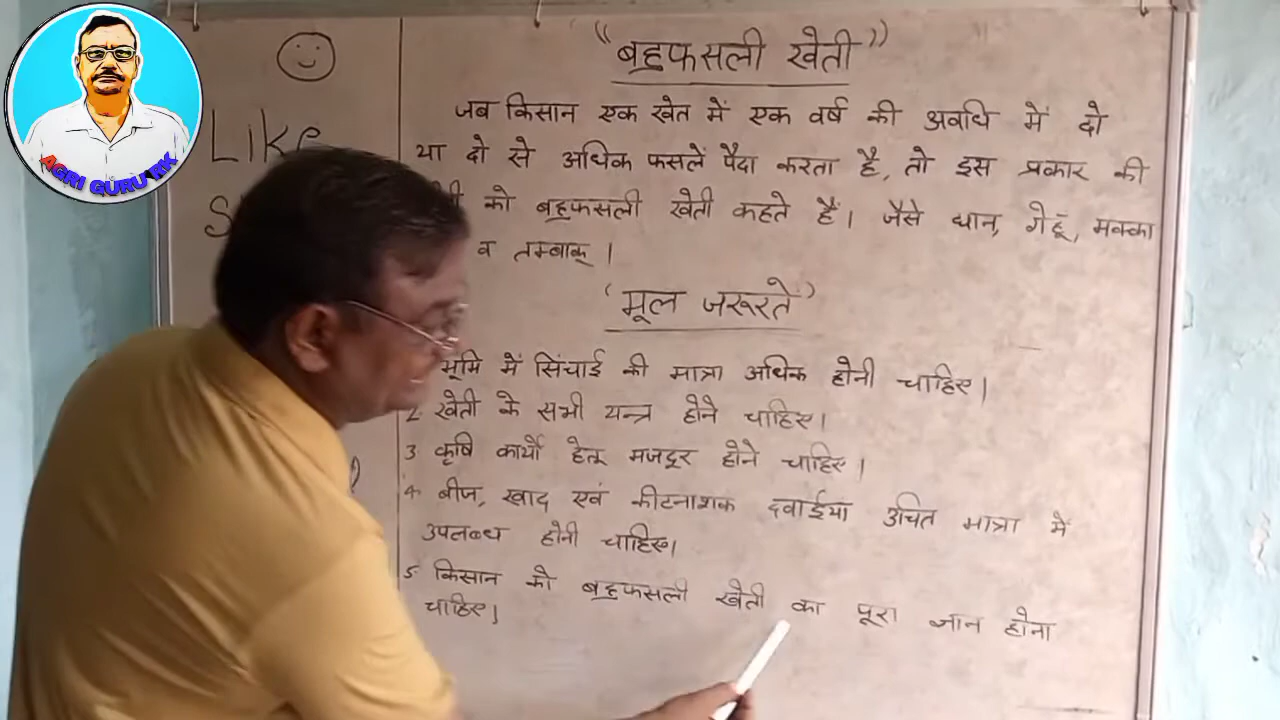 AGRI GURU RK
Like
S
"बहुफसली खेती"
जब किसान एक खेत में एक वर्ष की अवधि में दो
या दो से अधिक फसलें पैदा करता है, तो इस प्रकार की
को बहुफसली खेती कहते हैं। जैसे धान, गेहूं, मक्का
व तम्बाकू।
'मूल जरूरतें'
भूमि में सिंचाई की मात्रा अधिक होनी चाहिए।
2 खेती के सभी यन्त्र होने चाहिए।
3 कृषि कार्यो हेतू मजदूर होने चाहिए।
4 बीज, खाद एवं कीटनाशक दवाईया उचित मात्रा में
उपलब्ध होनी चाहिए।
5 किसान को बहुफसली खेती का पूरा ज्ञान होना
चाहिए।